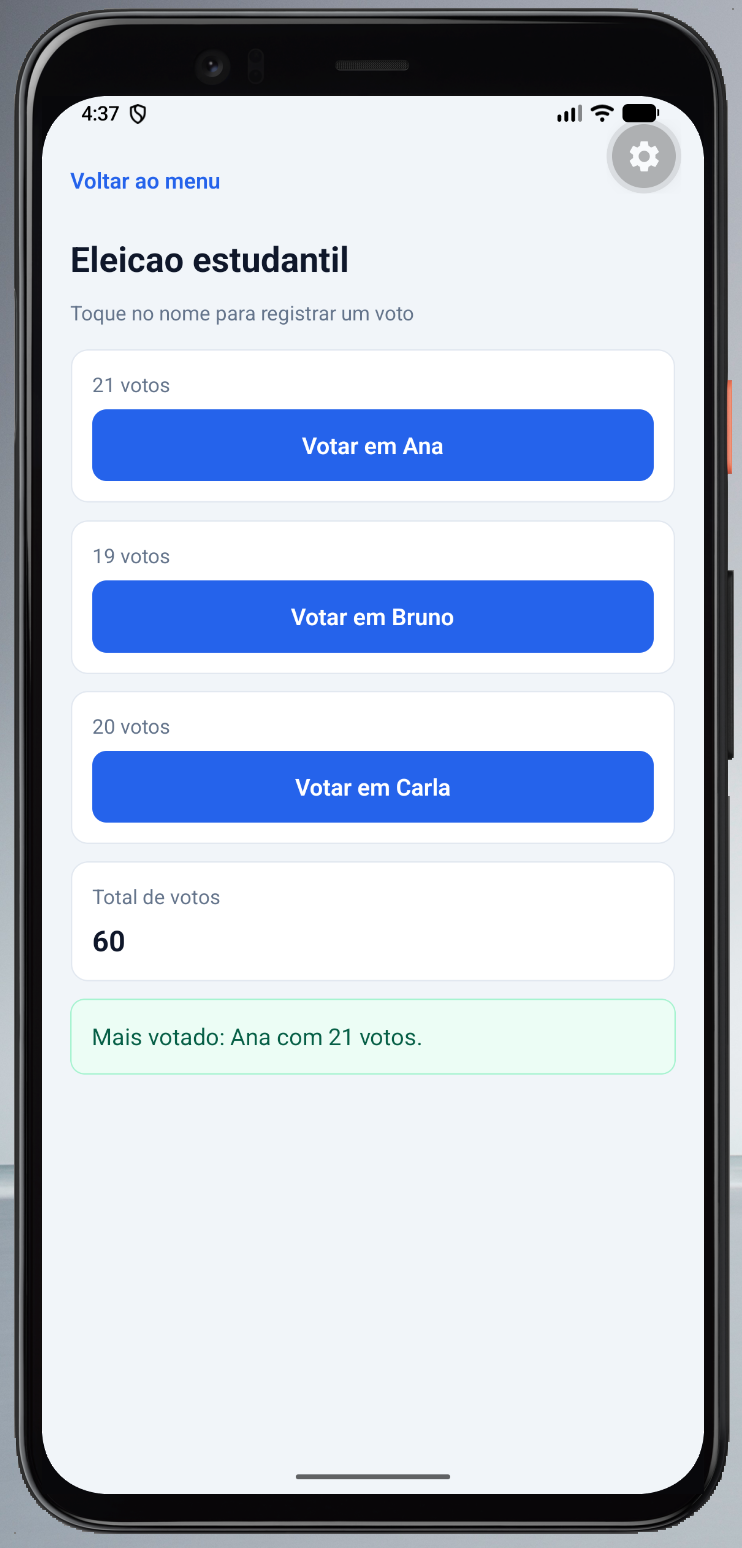 4:37
Voltar ao menu
Eleicao estudantil
Toque no nome para registrar um voto
21 votos
Votar em Ana
19 votos
Votar em Bruno
20 votos
Votar em Carla
Total de votos
60
Mais votado: Ana com 21 votos.